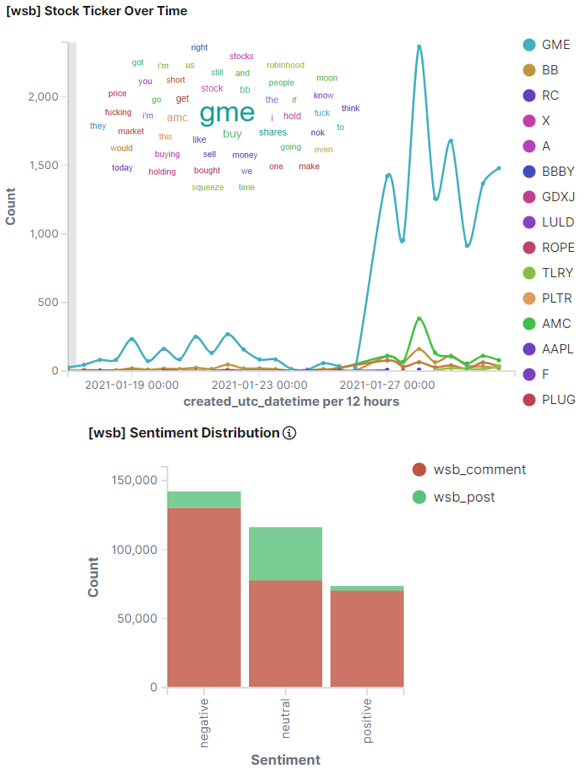 [wsb] Stock Ticker Over Time
Count
2,000
1,500
1,000
500
0
right
got i'm us stocks
still and robinhood
you short people moon
price stock bb
go get the if know
fucking i'm amc gme i hold fuck think
they market buy shares nok to
would this like going even
buying sell money
today holding bought we one make
squeeze time
2021-01-19 00:00 2021-01-23 00:00 2021-01-27 00:00
created_utc_datetime per 12 hours
GME
BB
RC
X
A
BBBY
GDXJ
LULD
ROPE
TLRY
PLTR
AMC
AAPL
F
PLUG
[wsb] Sentiment Distribution
Count
150,000
100,000
50,000
0
negative
neutral
positive
Sentiment
wsb_comment
wsb_post